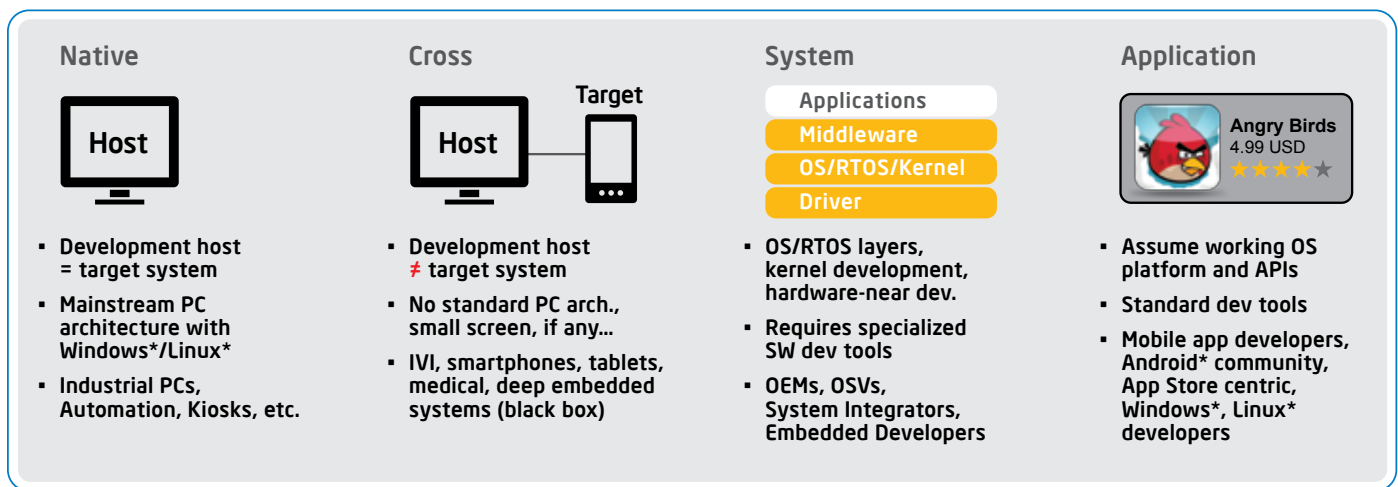 Native
Host
▪ Development host
= target system
▪ Mainstream PC
architecture with
Windows*/Linux*
▪ Industrial PCs,
Automation, Kiosks, etc.
Cross
Target
Host
▪ Development host
≠ target system
▪ No standard PC arch.,
small screen, if any...
▪ IVI, smartphones, tablets,
medical, deep embedded
systems (black box)
System
Applications
Middleware
OS/RTOS/Kernel
Driver
▪ OS/RTOS layers,
kernel development,
hardware-near dev.
▪ Requires specialized
SW dev tools
▪ OEMs, OSVs,
System Integrators,
Embedded Developers
Application
Angry Birds
4.99 USD
▪ Assume working OS
platform and APIs
▪ Standard dev tools
▪ Mobile app developers,
Android* community,
App Store centric,
Windows*, Linux*
developers